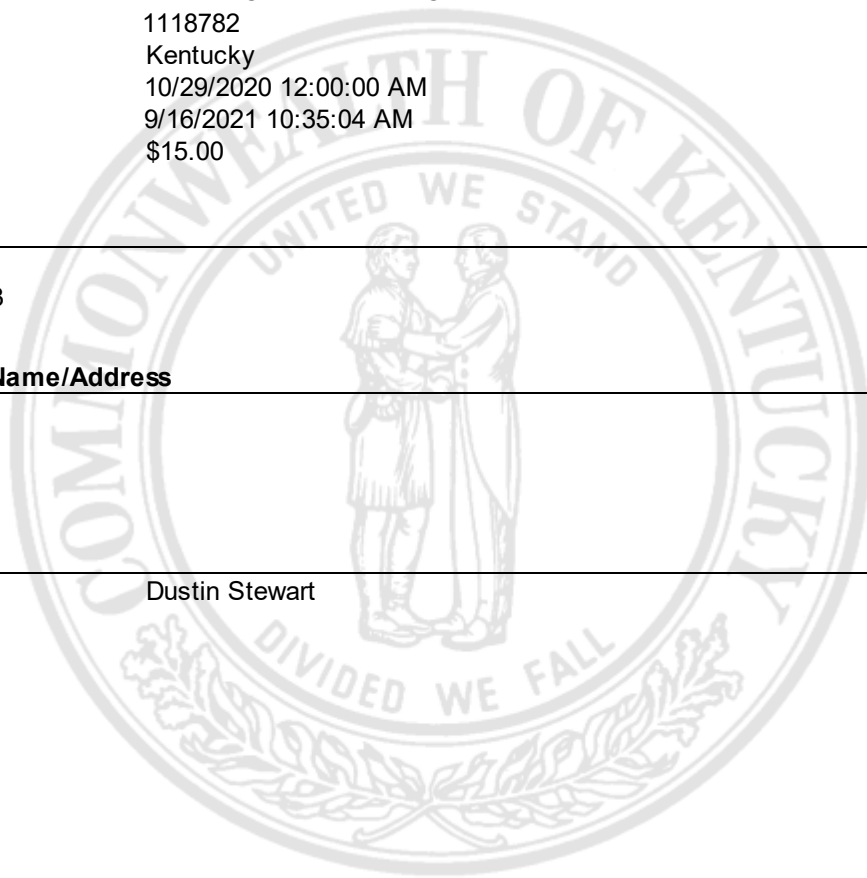 1118782
Kentucky
10/29/2020 12:00:00 AM
9/16/2021 10:35:04 AM
$15.00
COMMONWEALTH OF KENTUCKY
UNITED WE STAND
Name/Address
Dustin Stewart
DIVIDED WE FALL